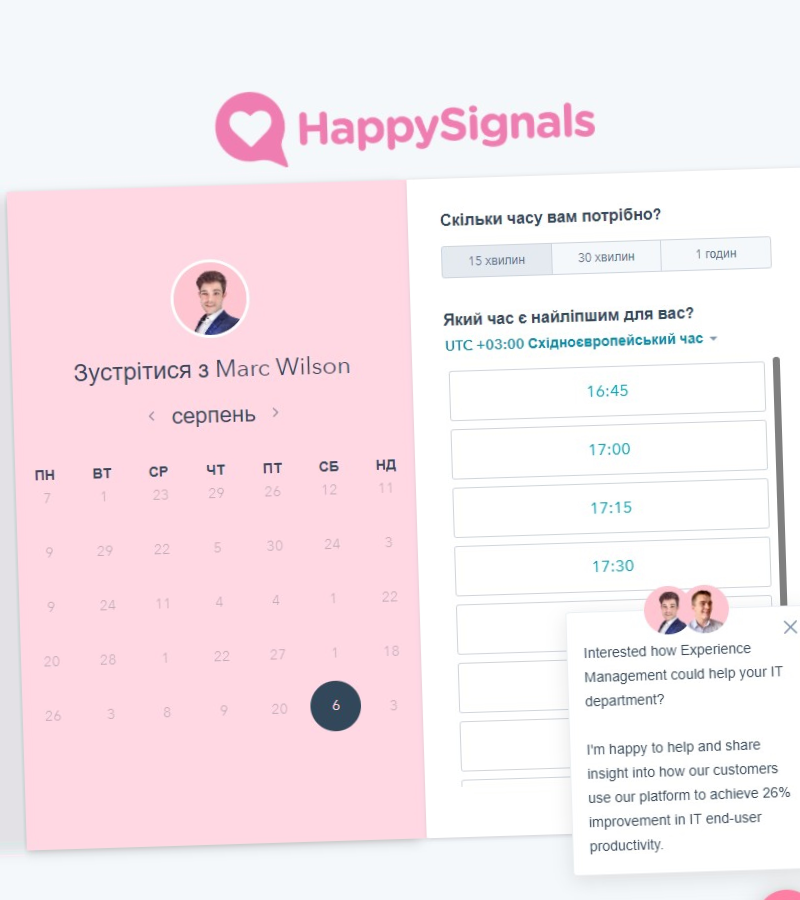 HappySignals
Зустрітися з Marc Wilson
серпень
ПН ВТ СР ЧТ ПТ СБ НД
7 1 23 29 26 12 11
9 29 22 5 30 24 3
9 24 11 4 4 1 22
20 28 1 22 27 1 18
26 3 8 9 20 6 3
Скільки часу вам потрібно?
15 хвилин 30 хвилин 1 годин
Який час є найліпшим для вас?
UTC +03:00 Східноєвропейський час
16:45
17:00
17:15
17:30
Interested how Experience
Management could help your IT
department?
I'm happy to help and share
insight into how our customers
use our platform to achieve 26%
improvement in IT end-user
productivity.